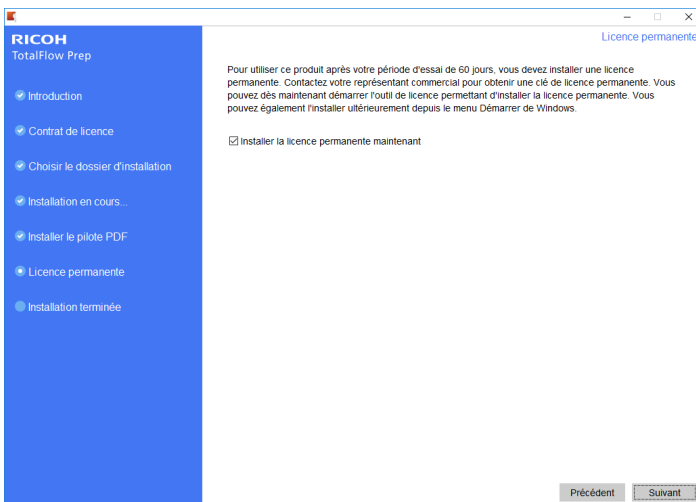 RICOH
TotalFlow Prep
Introduction
Contrat de licence
Choisir le dossier d'installation
Installation en cours...
Installer le pilote PDF
Licence permanente
Installation terminée
Licence permanente
Pour utiliser ce produit après votre période d'essai de 60 jours, vous devez installer une licence
permanente. Contactez votre représentant commercial pour obtenir une clé de licence permanente. Vous
pouvez dès maintenant démarrer l'outil de licence permettant d'installer la licence permanente. Vous
pouvez également l'installer ultérieurement depuis le menu Démarrer de Windows.
Installer la licence permanente maintenant
Précédent
Suivant